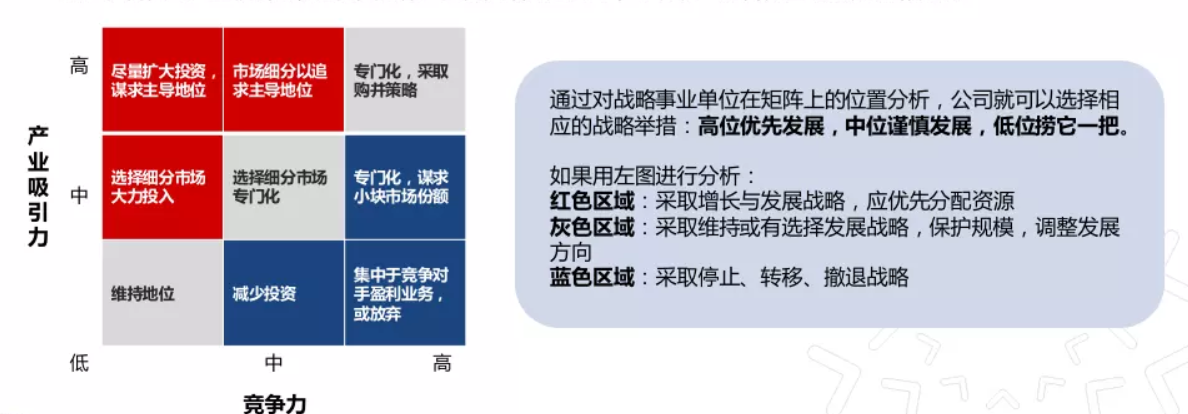 高
尽量扩大投资，
谋求主导地位
市场细分以追
求主导地位
专门化，采取
购并策略
产业吸引力
中
选择细分市场
大力投入
选择细分市场
专门化
专门化，谋求
小块市场份额
维持地位
减少投资
集中于竞争对
手盈利业务，
或放弃
低
中
高
竞争力
通过对战略事业单位在矩阵上的位置分析，公司就可以选择相
应的战略举措：高位优先发展，中位谨慎发展，低位捞它一把。
如果用左图进行分析：
红色区域：采取增长与发展战略，应优先分配资源
灰色区域：采取维持或有选择发展战略，保护规模，调整发展
方向
蓝色区域：采取停止、转移、撤退战略